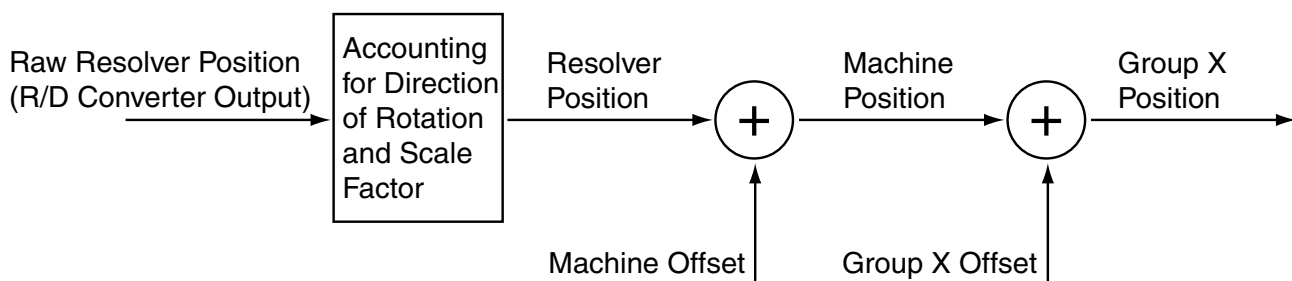 Raw Resolver Position
(R/D Converter Output)
Accounting
for Direction
of Rotation
and Scale
Factor
Resolver
Position
+
Machine
Position
+
Group X
Position
Machine Offset
Group X Offset